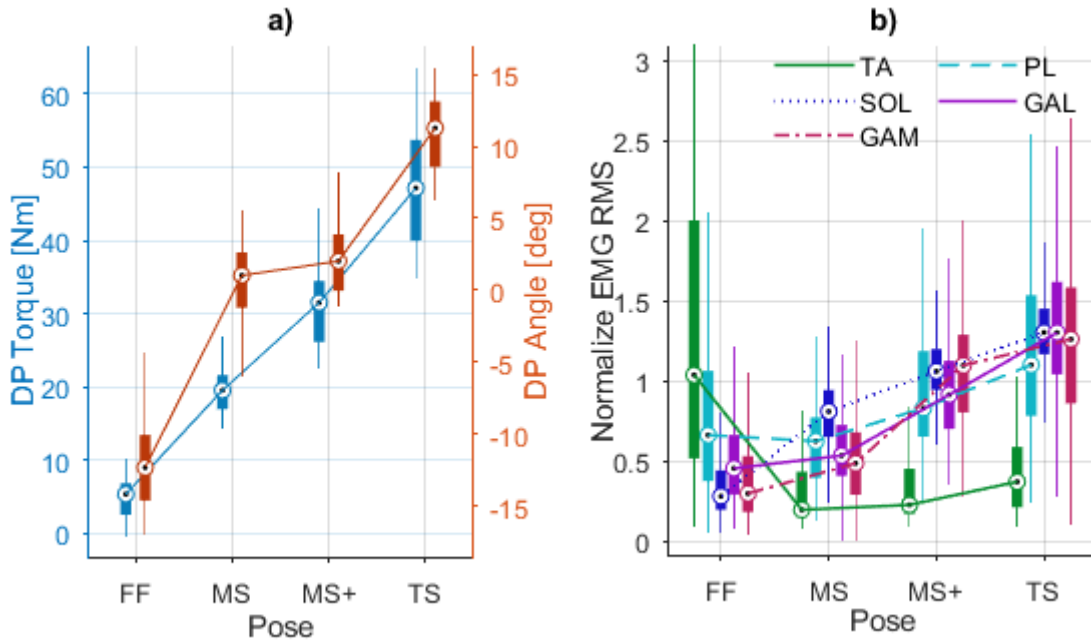 a)
60
50
40
30
20
10
0
DP Torque [Nm]
15
10
5
0
-5
-10
-15
DP Angle [deg]
FF MS MS+ TS
Pose
b)
3
2.5
2
1.5
1
0.5
0
Normalize EMG RMS
TA PL
SOL GAL
GAM
FF MS MS+ TS
Pose